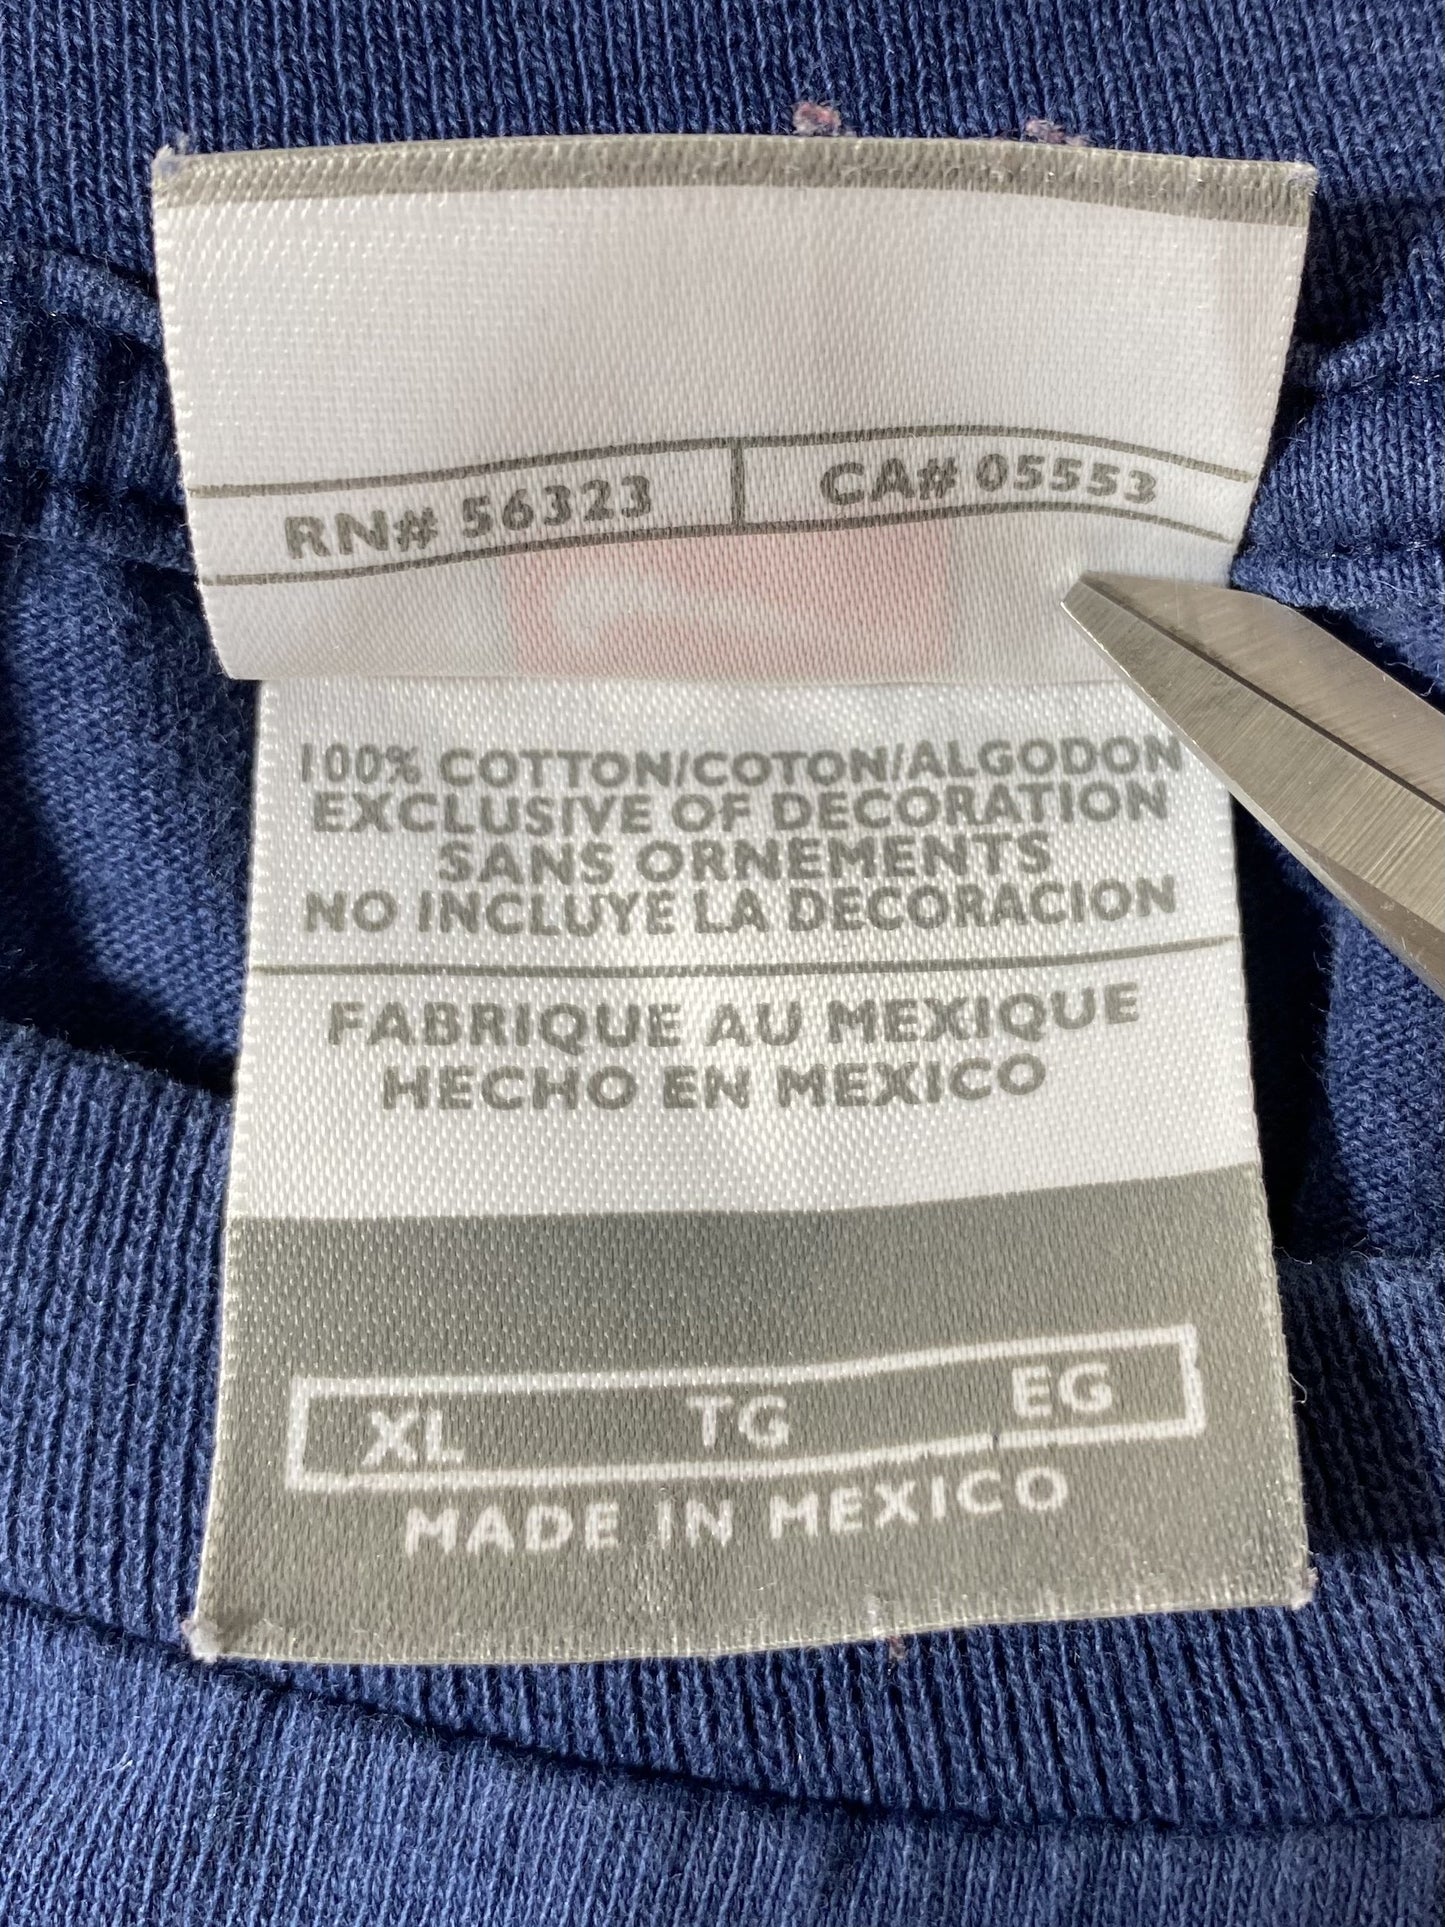 RN# 56323 CA# 05553
100% COTTON/COTON/ALGODON
EXCLUSIVE OF DECORATION
SANS ORNEMENTS
NO INCLUYE LA DECORACION
FABRIQUE AU MEXIQUE
HECHO EN MEXICO
XL TG EG
MADE IN MEXICO